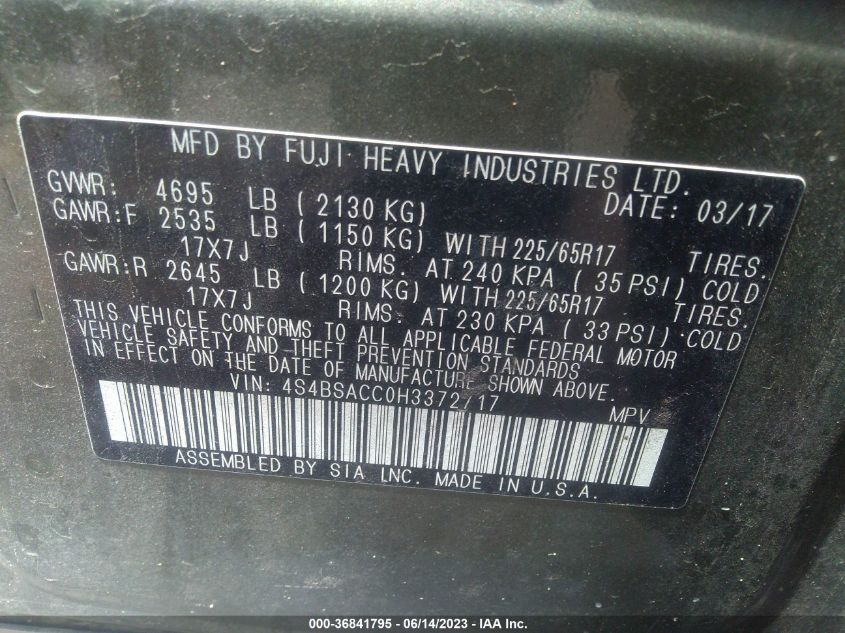 MFD BY FUJI HEAVY INDUSTRIES LTD.
GVWR: 4695 LB ( 2130 KG) DATE: 03/17
GAWR:F 2535 LB ( 1150 KG) WITH 225/65R17 TIRES.
17X7J RIMS. AT 240 KPA ( 35 PSI) COLD
GAWR:R 2645 LB ( 1200 KG) WITH 225/65R17 TIRES.
17X7J RIMS. AT 230 KPA ( 33 PSI) COLD
THIS VEHICLE CONFORMS TO ALL APPLICABLE FEDERAL MOTOR
VEHICLE SAFETY AND THEFT PREVENTION STANDARDS
IN EFFECT ON THE DATE OF MANUFACTURE SHOWN ABOVE.
VIN: 4S4BSACC0H3372717 MPV
ASSEMBLED BY SIA INC. MADE IN U.S.A.
000-36841795 - 06/14/2023 - IAA Inc.